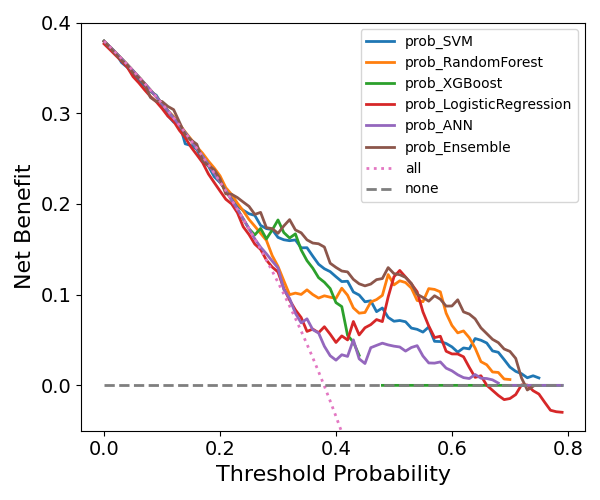 0.4
0.3
0.2
0.1
0.0
Net Benefit
prob_SVM
prob_RandomForest
prob_XGBoost
prob_LogisticRegression
prob_ANN
prob_Ensemble
all
none
0.0 0.2 0.4 0.6 0.8
Threshold Probability